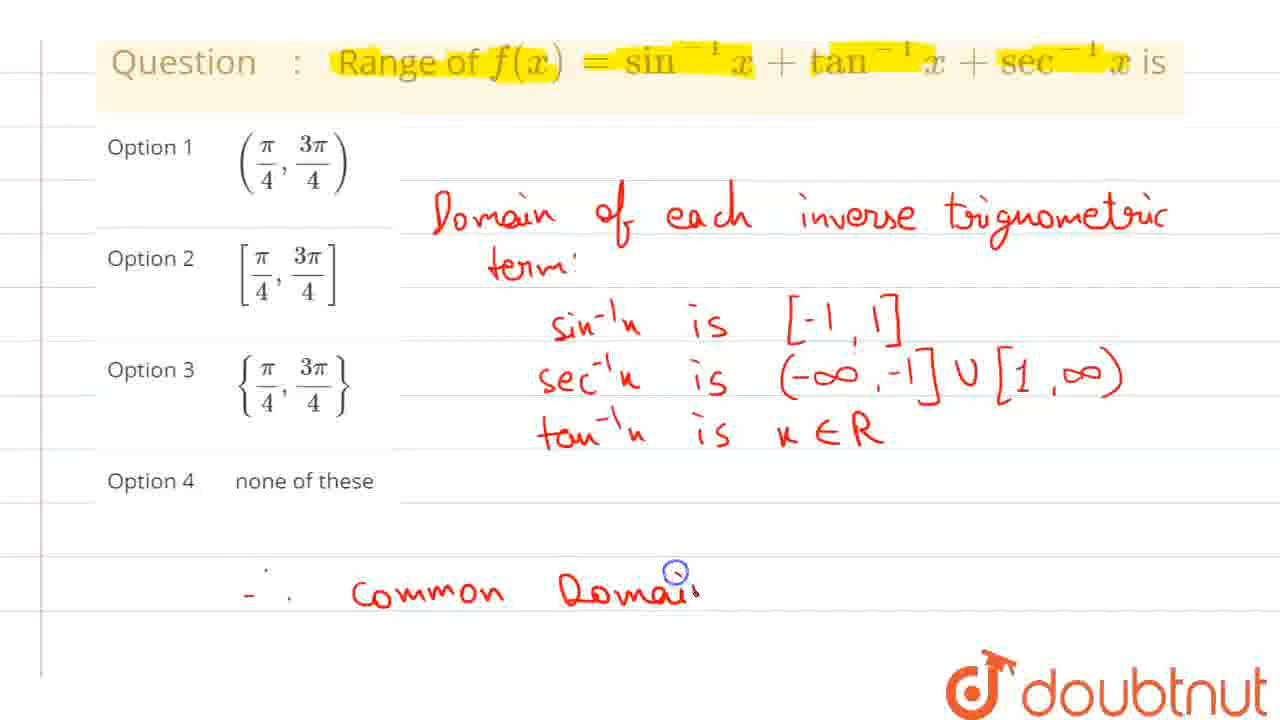 Question : Range of f(x) = sin⁻¹ x + tan⁻¹ x + sec⁻¹ x is
Option 1 (π/4, 3π/4)
Option 2 [π/4, 3π/4]
Option 3 {π/4, 3π/4}
Option 4 none of these
Domain of each inverse trignometric
term:
sin⁻¹x is [-1, 1]
sec⁻¹x is (-∞, -1] ∪ [1, ∞)
tan⁻¹x is x ∈ R
∴ Common Domai
doubtnut